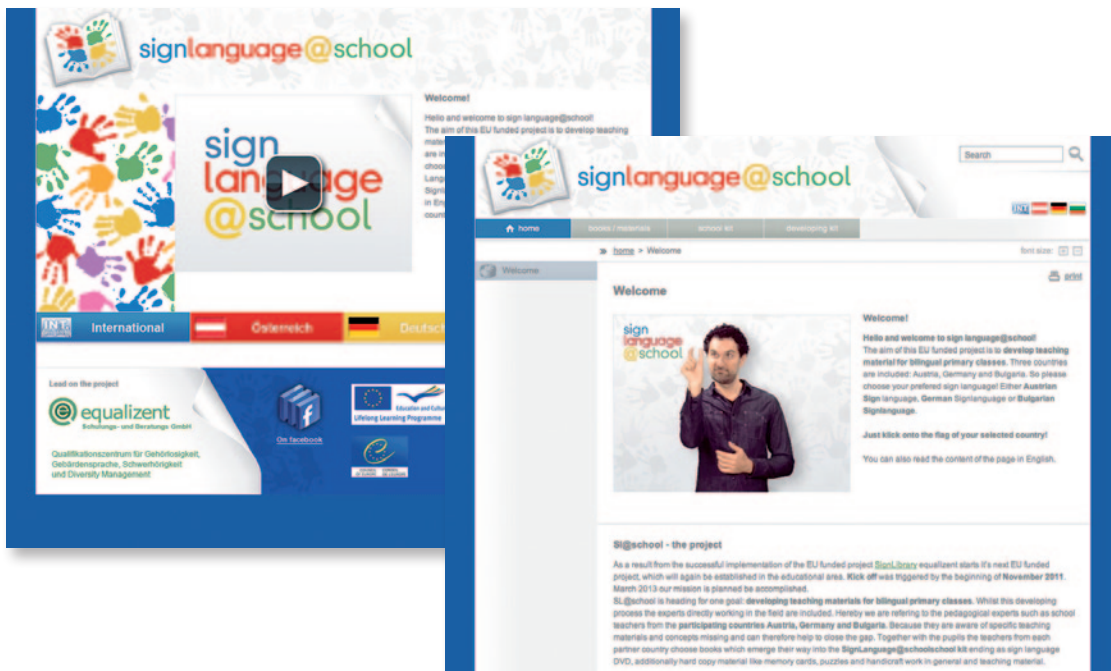 signlanguage@school
Welcome!
Hello and welcome to sign language@school!
The aim of this EU funded project is to develop teaching
sign
language
@school
International
Österreich
Lead on the project
equalizent
Schulungs- und Beratungs GmbH
Qualifikationszentrum für Gehörlosigkeit,
Gebärdensprache, Schwerhörigkeit
und Diversity Management
On facebook
Education and Cultu
Lifelong Learning Programme
signlanguage@school
Search
INT
home
books / materials
school kit
developing kit
» home > Welcome
font size:
Welcome
print
Welcome
sign
language
@school
Welcome!
Hello and welcome to sign language@school!
The aim of this EU funded project is to develop teaching
material for bilingual primary classes. Three countries
are included: Austria, Germany and Bulgaria. So please
choose your prefered sign language! Either Austrian
Sign language, German Signlanguage or Bulgarian
Signlanguage.
Just klick onto the flag of your selected country!
You can also read the content of the page in English.
Sl@school - the project
As a result from the successful implementation of the EU funded project SignLibrary equalizent starts it's next EU funded
project, which will again be established in the educational area. Kick off was triggered by the beginning of November 2011.
March 2013 our mission is planned be accomplished.
SL@school is heading for one goal: developing teaching materials for bilingual primary classes. Whilst this developing
process the experts directly working in the field are included. Hereby we are refering to the pedagogical experts such as school
teachers from the participating countries Austria, Germany and Bulgaria. Because they are aware of specific teaching
materials and concepts missing and can therefore help to close the gap. Together with the pupils the teachers from each
partner country choose books which emerge their way into the SignLanguage@schoolschool kit ending as sign language
DVD, additionally hard copy material like memory cards, puzzles and handicraft work in general and teaching material.